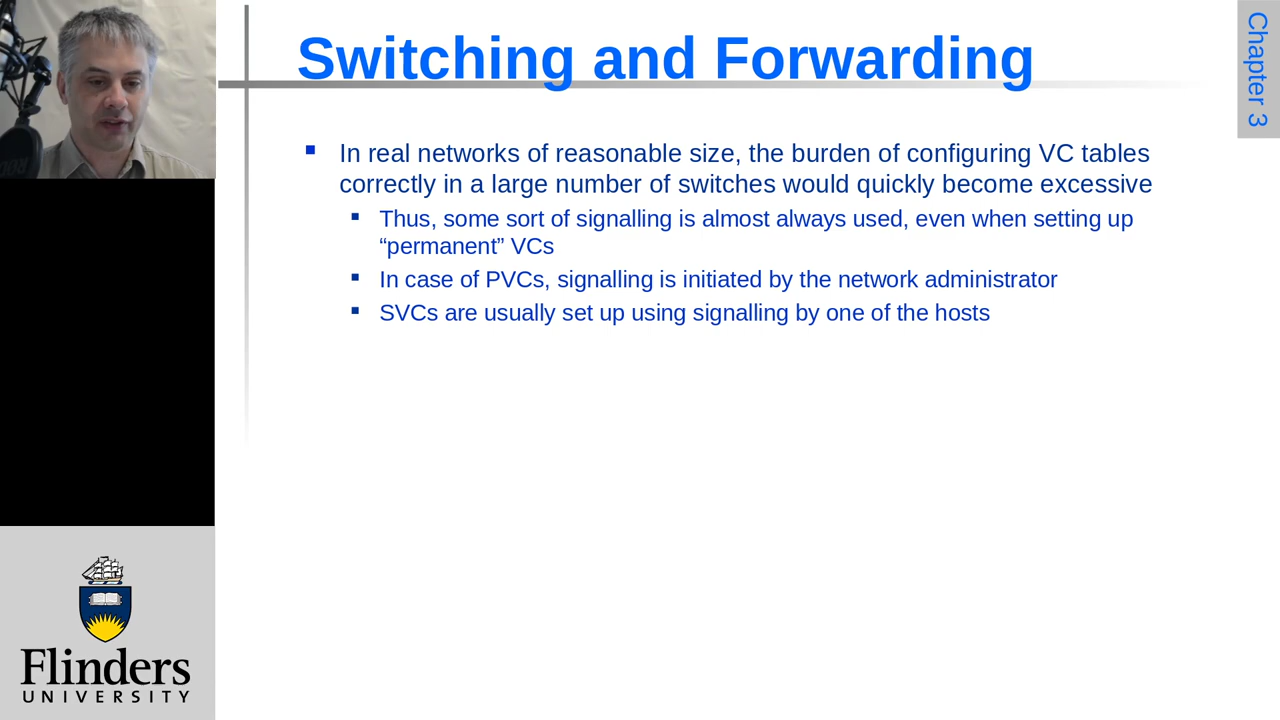 Switching and Forwarding
Chapter 3
In real networks of reasonable size, the burden of configuring VC tables
correctly in a large number of switches would quickly become excessive
Thus, some sort of signalling is almost always used, even when setting up
“permanent” VCs
In case of PVCs, signalling is initiated by the network administrator
SVCs are usually set up using signalling by one of the hosts
Flinders
UNIVERSITY